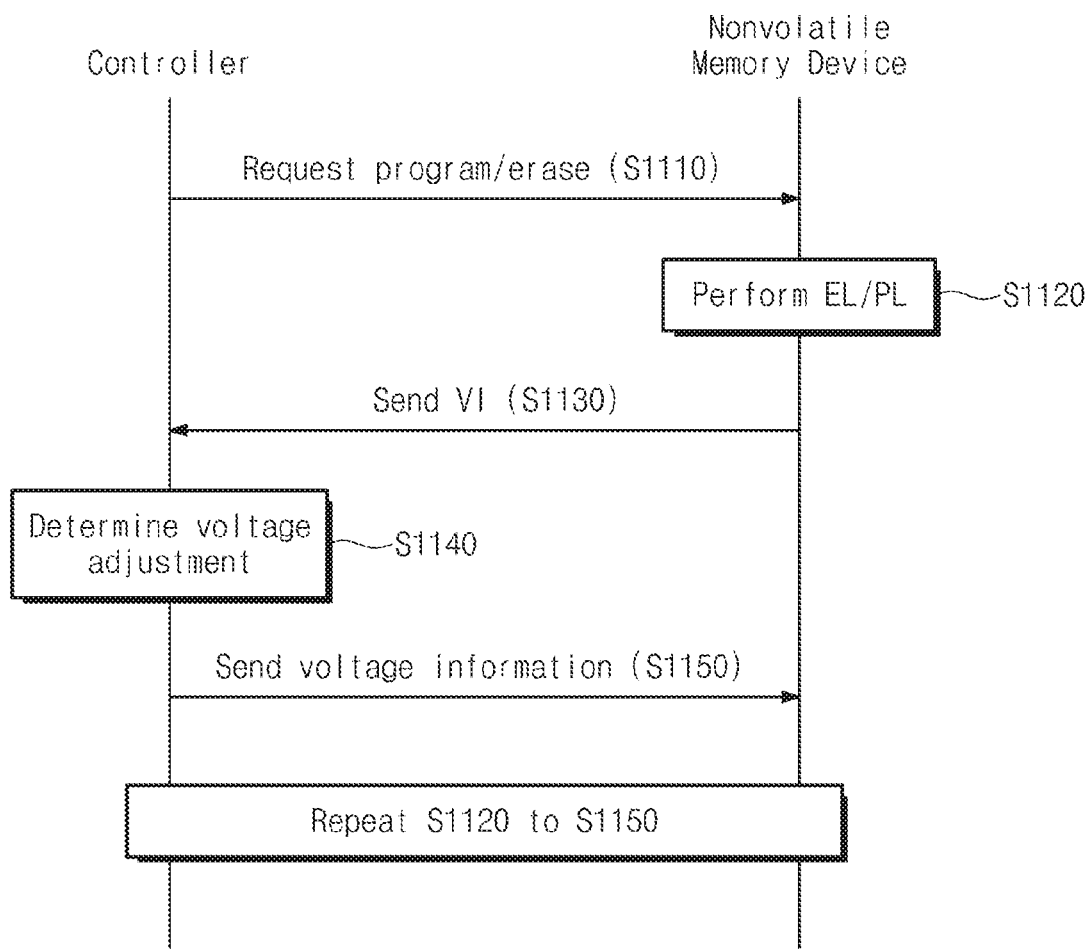 Controller
Nonvolatile
Memory Device
Request program/erase (S1110)
Perform EL/PL
S1120
Send VI (S1130)
Determine voltage
adjustment
S1140
Send voltage information (S1150)
Repeat S1120 to S1150